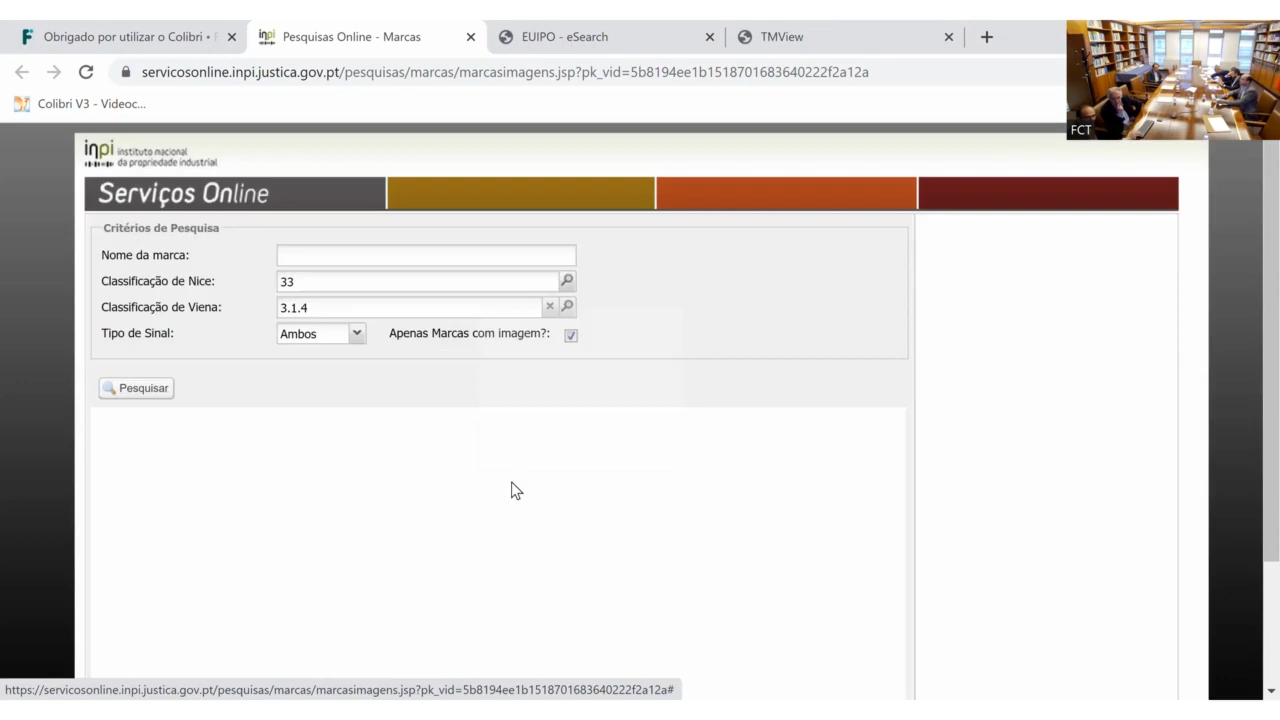 Obrigado por utilizar o Colibri •
Pesquisas Online - Marcas
EUIPO - eSearch
TMView
servicosonline.inpi.justica.gov.pt/pesquisas/marcas/marcasimagens.jsp?pk_vid=5b8194ee1b1518701683640222f2a12a
Colibri V3 - Videoc...
FCT
inpi instituto nacional
da propriedade industrial
Serviços Online
Critérios de Pesquisa
Nome da marca:
Classificação de Nice: 33
Classificação de Viena: 3.1.4
Tipo de Sinal: Ambos Apenas Marcas com imagem?:
Pesquisar
https://servicosonline.inpi.justica.gov.pt/pesquisas/marcas/marcasimagens.jsp?pk_vid=5b8194ee1b1518701683640222f2a12a#